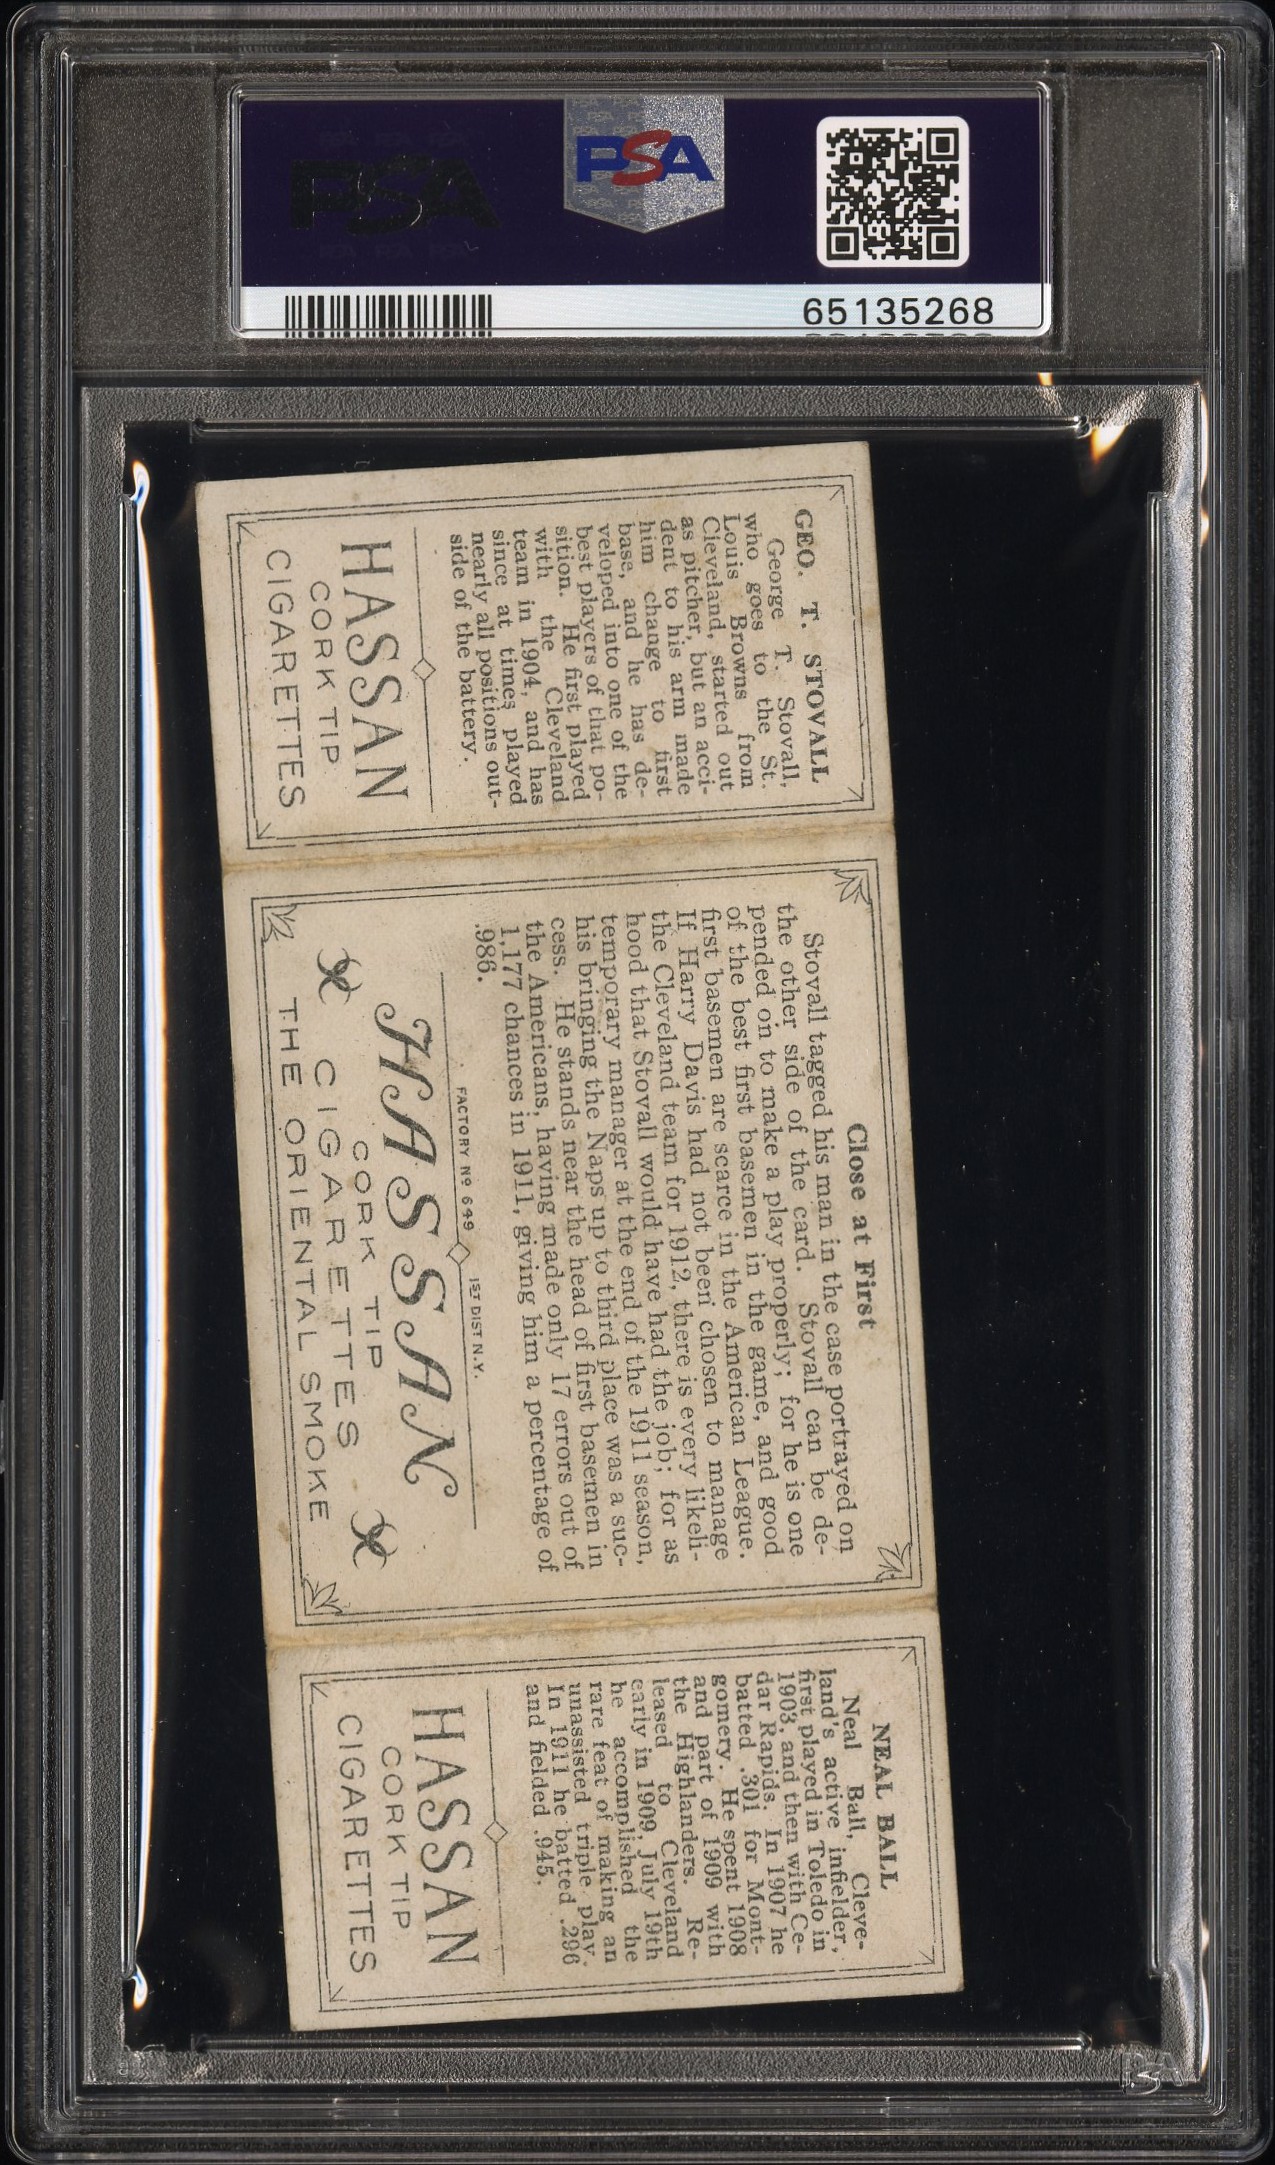 PSA
PSA
65135268
GEO. T. STOVALL
George T. Stovall,
who goes to the St.
Louis Browns from
Cleveland, started out
as pitcher, but an acci-
dent to his arm made
him change to first
base, and he has de-
veloped into one of the
best players of that po-
sition. He first played
with the Cleveland
team in 1904, and has
since at times played
nearly all positions out-
side of the battery.
HASSAN
CORK TIP
CIGARETTES
Close at First
Stovall tagged his man in the case portrayed on
the other side of the card. Stovall can be de-
pended on to make a play properly; for he is one
of the best first basemen in the game, and good
first basemen are scarce in the American League.
If Harry Davis had not been chosen to manage
the Cleveland team for 1912, there is every likeli-
hood that Stovall would have had the job; for as
temporary manager at the end of the 1911 season,
his bringing the Naps up to third place was a suc-
cess. He stands near the head of first basemen in
the Americans, having made only 17 errors out of
1,177 chances in 1911, giving him a percentage of
.986.
FACTORY Nº 649 1ST DIST N.Y.
HASSAN
CORK TIP
CIGARETTES
THE ORIENTAL SMOKE
NEAL BALL
Neal Ball, Cleve-
land's active infielder,
first played in Toledo in
1903, and then with Ce-
dar Rapids. In 1907 he
batted .301 for Mont-
gomery. He spent 1908
and part of 1909 with
the Highlanders. Re-
leased to Cleveland
early in 1909, July 19th
he accomplished the
rare feat of making an
unassisted triple play.
In 1911 he batted .296
and fielded .945.
HASSAN
CORK TIP
CIGARETTES
PSA